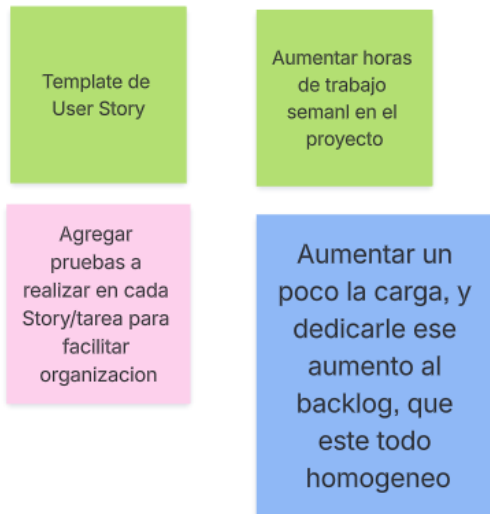 Template de
User Story
Aumentar horas
de trabajo
semanl en el
proyecto
Agregar
pruebas a
realizar en cada
Story/tarea para
facilitar
organizacion
Aumentar un
poco la carga, y
dedicarle ese
aumento al
backlog, que
este todo
homogeneo